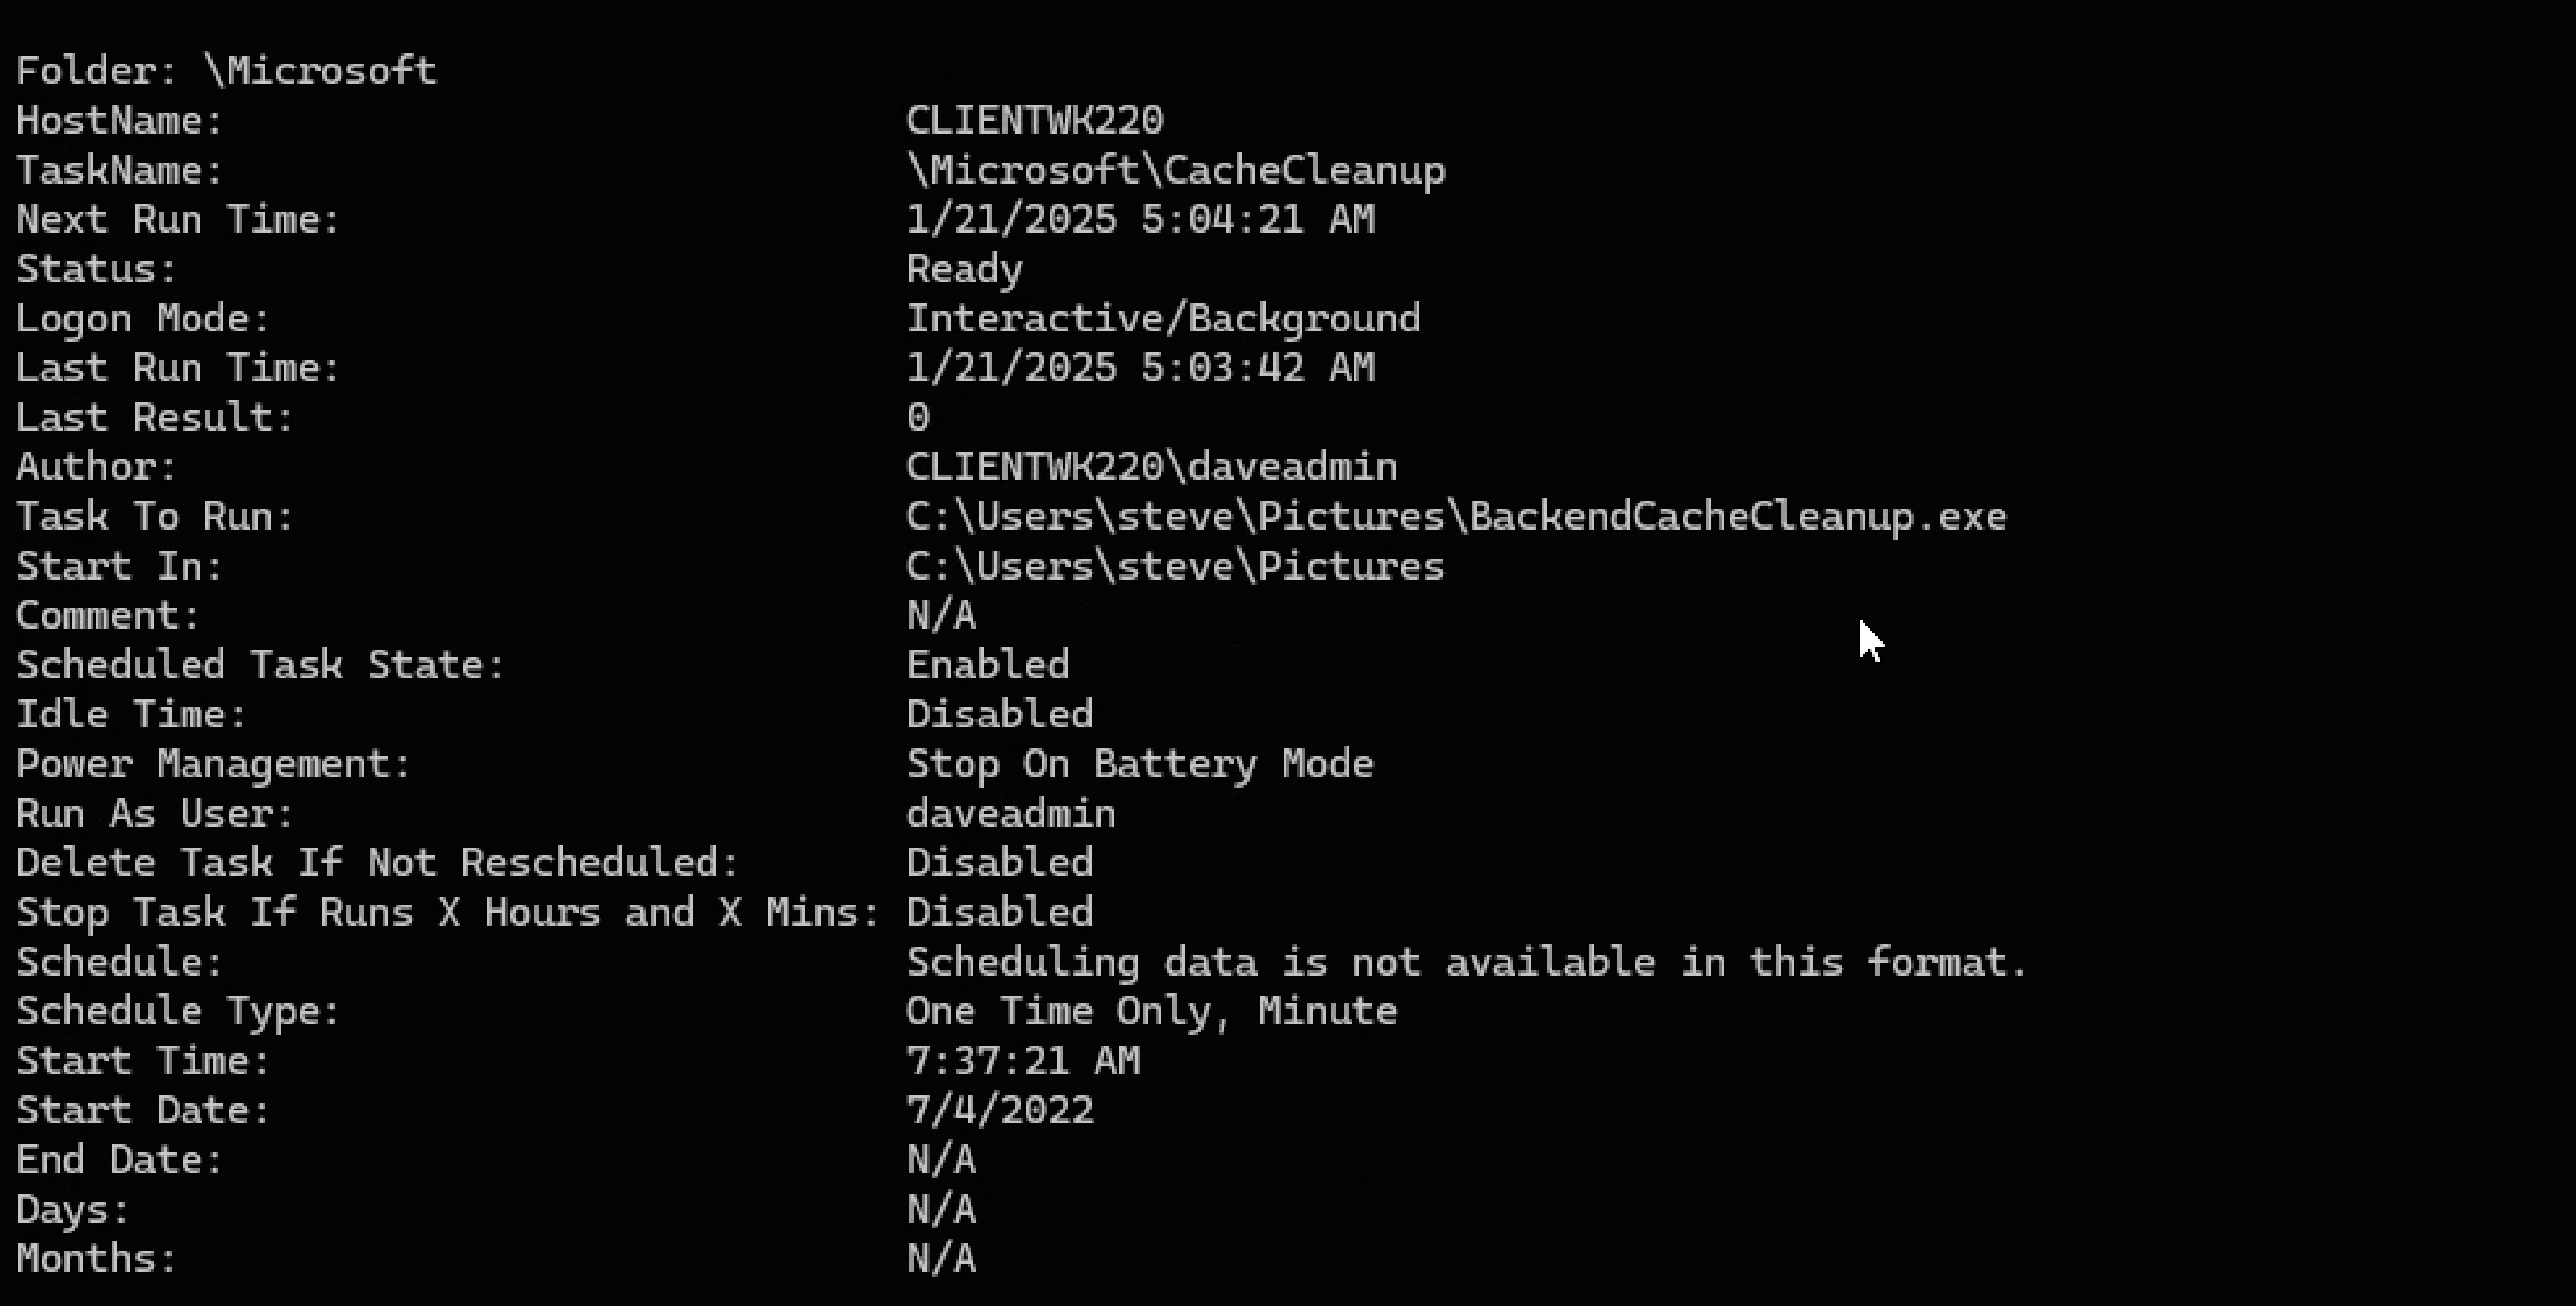 Folder: \Microsoft
HostName: CLIENTWK220
TaskName: \Microsoft\CacheCleanup
Next Run Time: 1/21/2025 5:04:21 AM
Status: Ready
Logon Mode: Interactive/Background
Last Run Time: 1/21/2025 5:03:42 AM
Last Result: 0
Author: CLIENTWK220\daveadmin
Task To Run: C:\Users\steve\Pictures\BackendCacheCleanup.exe
Start In: C:\Users\steve\Pictures
Comment: N/A
Scheduled Task State: Enabled
Idle Time: Disabled
Power Management: Stop On Battery Mode
Run As User: daveadmin
Delete Task If Not Rescheduled: Disabled
Stop Task If Runs X Hours and X Mins: Disabled
Schedule: Scheduling data is not available in this format.
Schedule Type: One Time Only, Minute
Start Time: 7:37:21 AM
Start Date: 7/4/2022
End Date: N/A
Days: N/A
Months: N/A